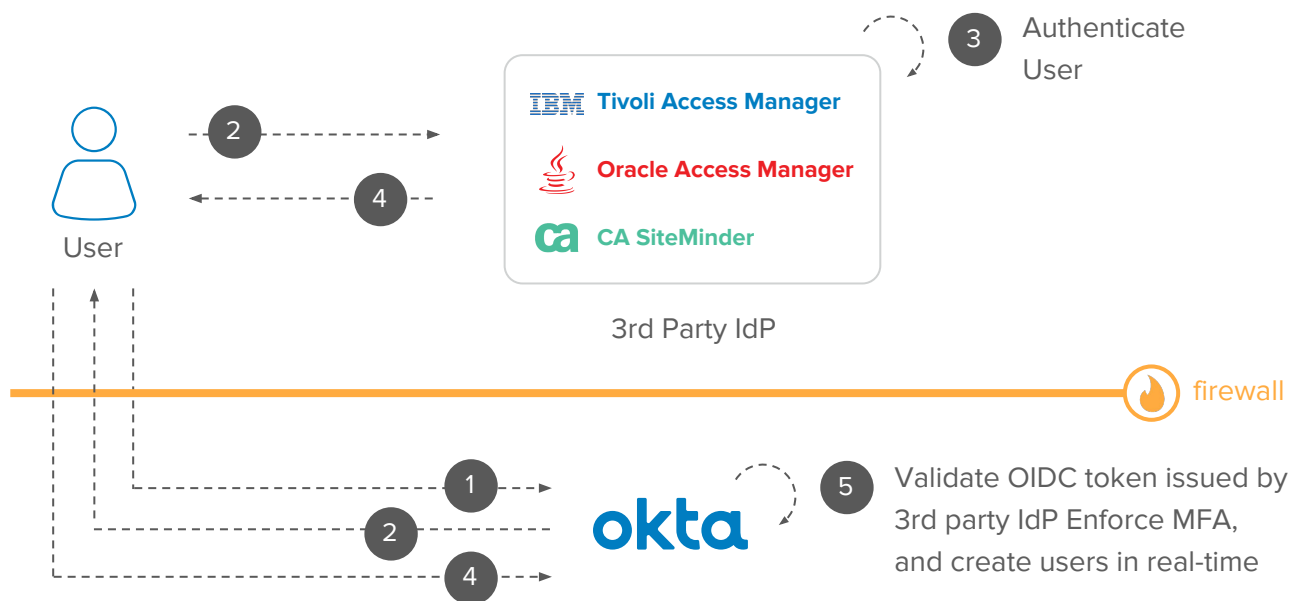 3
Authenticate
User
IBM Tivoli Access Manager
2
Oracle Access Manager
4
ca CA SiteMinder
User
3rd Party IdP
firewall
1
5
Validate OIDC token issued by
3rd party IdP Enforce MFA,
and create users in real-time
okta
2
4